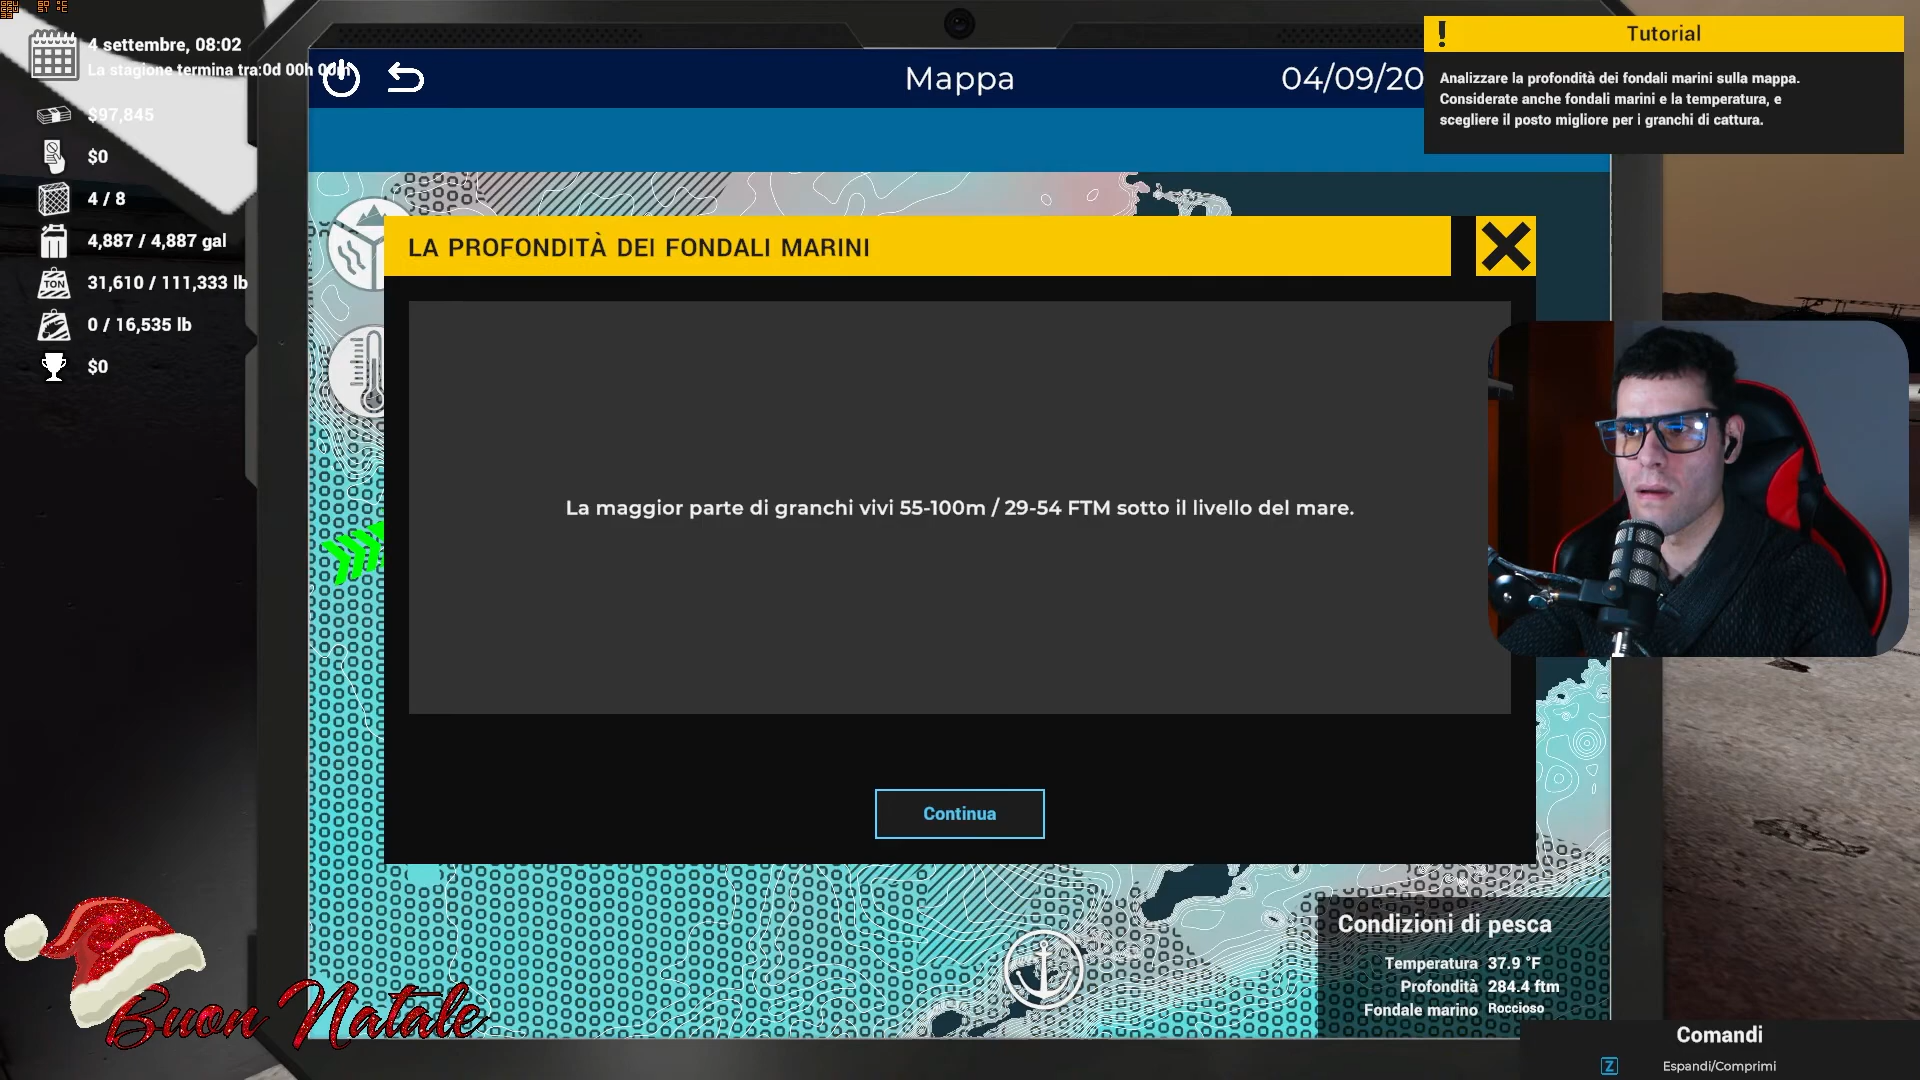 4 settembre, 08:02
La stagione termina tra:0d 00h 00m
$97,845
$0
4 / 8
4,887 / 4,887 gal
TON
31,610 / 111,333 lb
0 / 16,535 lb
$0
Mappa
04/09/20
Tutorial
Analizzare la profondità dei fondali marini sulla mappa.
Considerate anche fondali marini e la temperatura, e
scegliere il posto migliore per i granchi di cattura.
LA PROFONDITÀ DEI FONDALI MARINI
La maggior parte di granchi vivi 55-100m / 29-54 FTM sotto il livello del mare.
Continua
Condizioni di pesca
Temperatura 37.9 °F
Profondità 284.4 ftm
Fondale marino Roccioso
Comandi
Z Espandi/Comprimi
Buon Natale